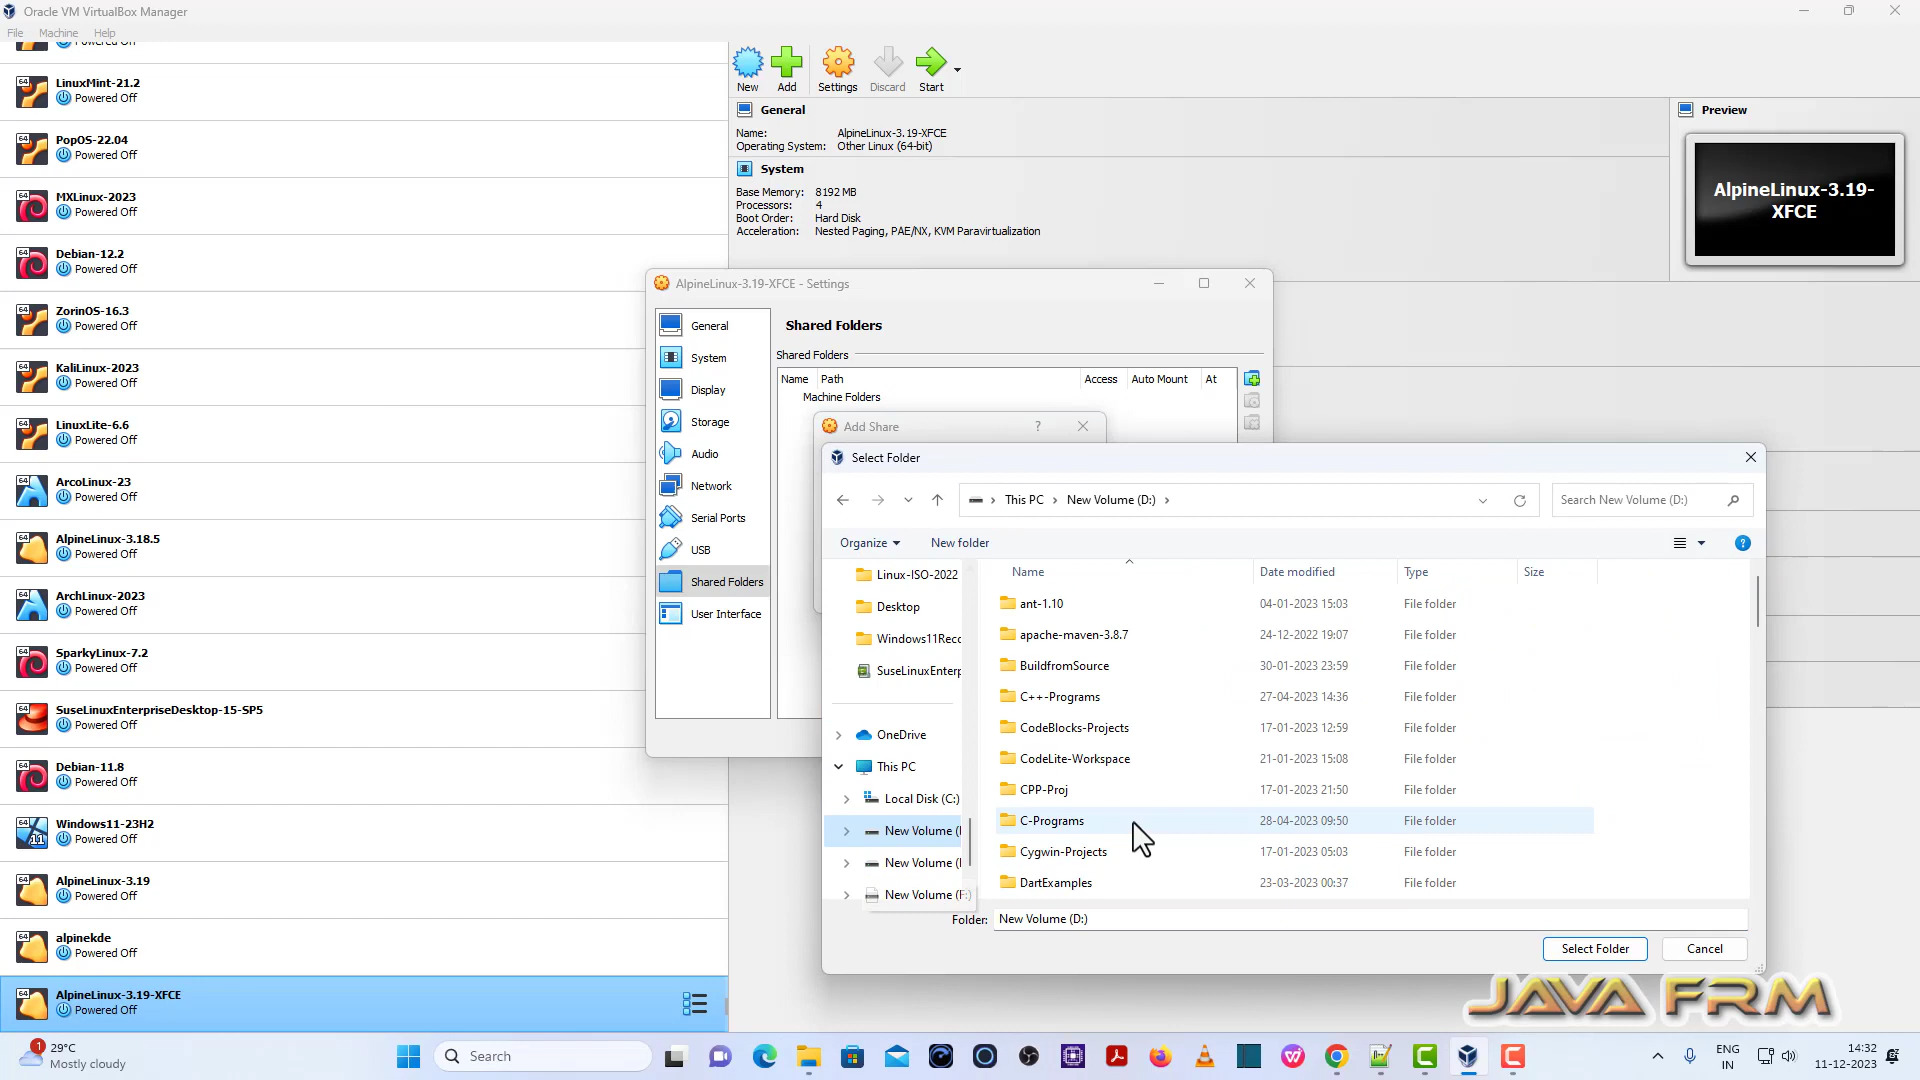 Oracle VM VirtualBox Manager
File Machine Help
LinuxMint-21.2
Powered Off
PopOS-22.04
Powered Off
MXLinux-2023
Powered Off
Debian-12.2
Powered Off
ZorinOS-16.3
Powered Off
KaliLinux-2023
Powered Off
LinuxLite-6.6
Powered Off
ArcoLinux-23
Powered Off
AlpineLinux-3.18.5
Powered Off
ArchLinux-2023
Powered Off
SparkyLinux-7.2
Powered Off
SuseLinuxEnterpriseDesktop-15-SP5
Powered Off
Debian-11.8
Powered Off
Windows11-23H2
Powered Off
AlpineLinux-3.19
Powered Off
alpinekde
Powered Off
AlpineLinux-3.19-XFCE
Powered Off
New Add Settings Discard Start
General
Name: AlpineLinux-3.19-XFCE
Operating System: Other Linux (64-bit)
System
Base Memory: 8192 MB
Processors: 4
Boot Order: Hard Disk
Acceleration: Nested Paging, PAE/NX, KVM Paravirtualization
Preview
AlpineLinux-3.19-
XFCE
AlpineLinux-3.19-XFCE - Settings
General
System
Display
Storage
Audio
Network
Serial Ports
USB
Shared Folders
User Interface
Shared Folders
Shared Folders
Name Path Access Auto Mount At
Machine Folders
Add Share ?
Select Folder
This PC > New Volume (D:) >
Search New Volume (D:)
Organize New folder
Linux-ISO-2022
Desktop
Windows11Reco
SuseLinuxEnterp
OneDrive
This PC
Local Disk (C:)
New Volume (
New Volume (
New Volume (F:)
Name Date modified Type Size
ant-1.10 04-01-2023 15:03 File folder
apache-maven-3.8.7 24-12-2022 19:07 File folder
BuildfromSource 30-01-2023 23:59 File folder
C++-Programs 27-04-2023 14:36 File folder
CodeBlocks-Projects 17-01-2023 12:59 File folder
CodeLite-Workspace 21-01-2023 15:08 File folder
CPP-Proj 17-01-2023 21:50 File folder
C-Programs 28-04-2023 09:50 File folder
Cygwin-Projects 17-01-2023 05:03 File folder
DartExamples 23-03-2023 00:37 File folder
Folder: New Volume (D:)
Select Folder Cancel
JAVA FRM
1
29°C
Mostly cloudy
Search
ENG
IN
14:32
11-12-2023